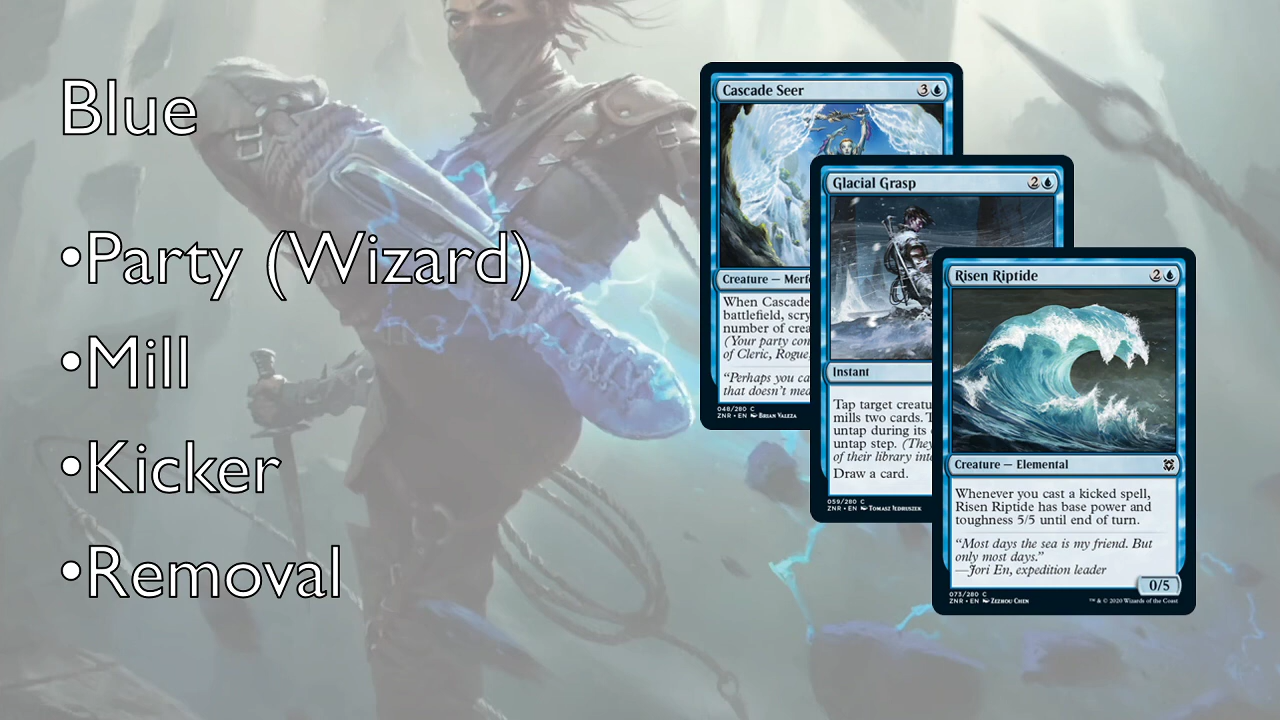 Blue
•Party (Wizard)
•Mill
•Kicker
•Removal
Cascade Seer 3
Creature — Merf
When Cascade
battlefield, scry
number of crea
(Your party con
of Cleric, Rogue,
“Perhaps you ca
that doesn’t mea
048/280 C
ZNR • EN BRIAN VALEZA
Glacial Grasp 2
Instant
Tap target creatu
mills two cards. T
untap during its
untap step. (They
of their library int
Draw a card.
059/280 C
ZNR • EN TOMASZ JEDRUSZEK
Risen Riptide 2
Creature — Elemental
Whenever you cast a kicked spell,
Risen Riptide has base power and
toughness 5/5 until end of turn.
“Most days the sea is my friend. But
only most days.”
—Jori En, expedition leader
0/5
073/280 C
ZNR • EN ZEZHOU CHEN ™ & © 2020 Wizards of the Coast